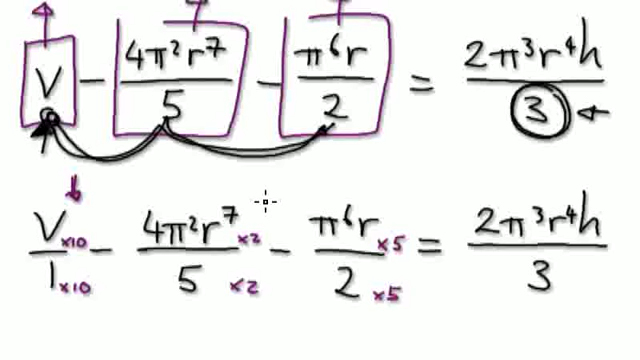 V - 4π²r⁷/5 - π⁶r/2 = 2π³r⁴h/3
V×10/1×10 - 4π²r⁷×2/5×2 - π⁶r×5/2×5 = 2π³r⁴h/3